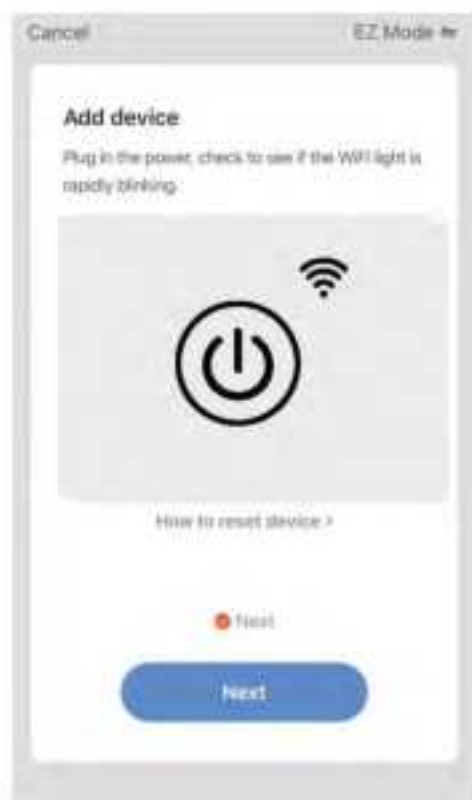 Cancel
EZ Mode
Add device
Plug in the power, check to see if the WiFi light is
rapidly blinking.
How to reset device >
Next
Next